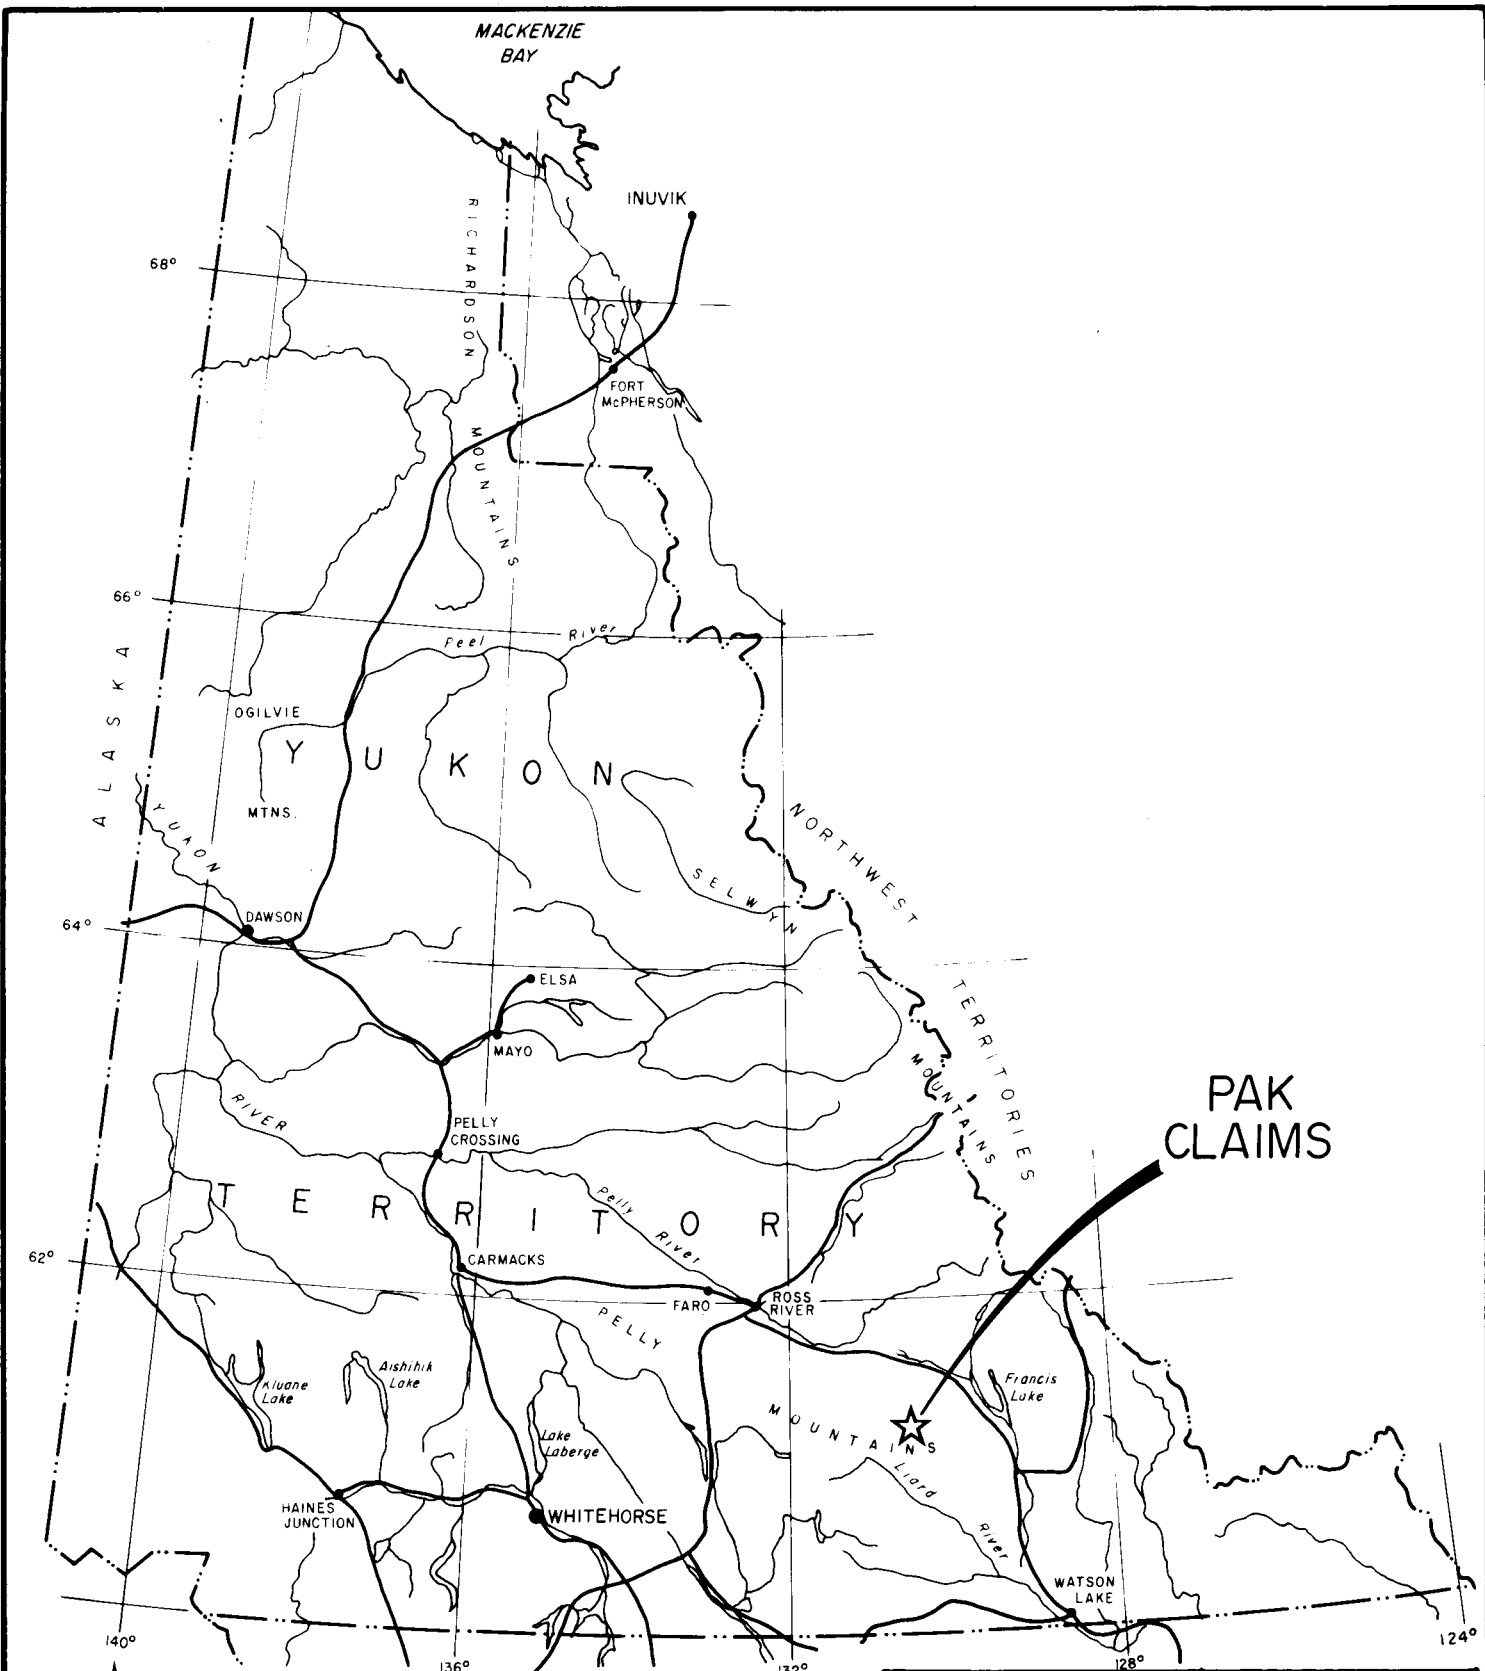 MACKENZIE
BAY
INUVIK
RICHARDSON
68°
FORT
McPHERSON
MOUNTAINS
66°
Peel River
ALASKA
OGILVIE
YUKON
MTNS.
YUKON
NORTHWEST
SELWYN
64°
DAWSON
ELSA
TERRITORIES
MAYO
MOUNTAINS
PAK
CLAIMS
RIVER
PELLY
CROSSING
TERRITORY
Pelly
River
62°
CARMACKS
FARO
ROSS
RIVER
PELLY
Aishihik
Lake
Kluane
Lake
Francis
Lake
MOUNTAINS
Lake
Laberge
Liard
River
HAINES
JUNCTION
WHITEHORSE
WATSON
LAKE
140°
136°
132°
128°
124°